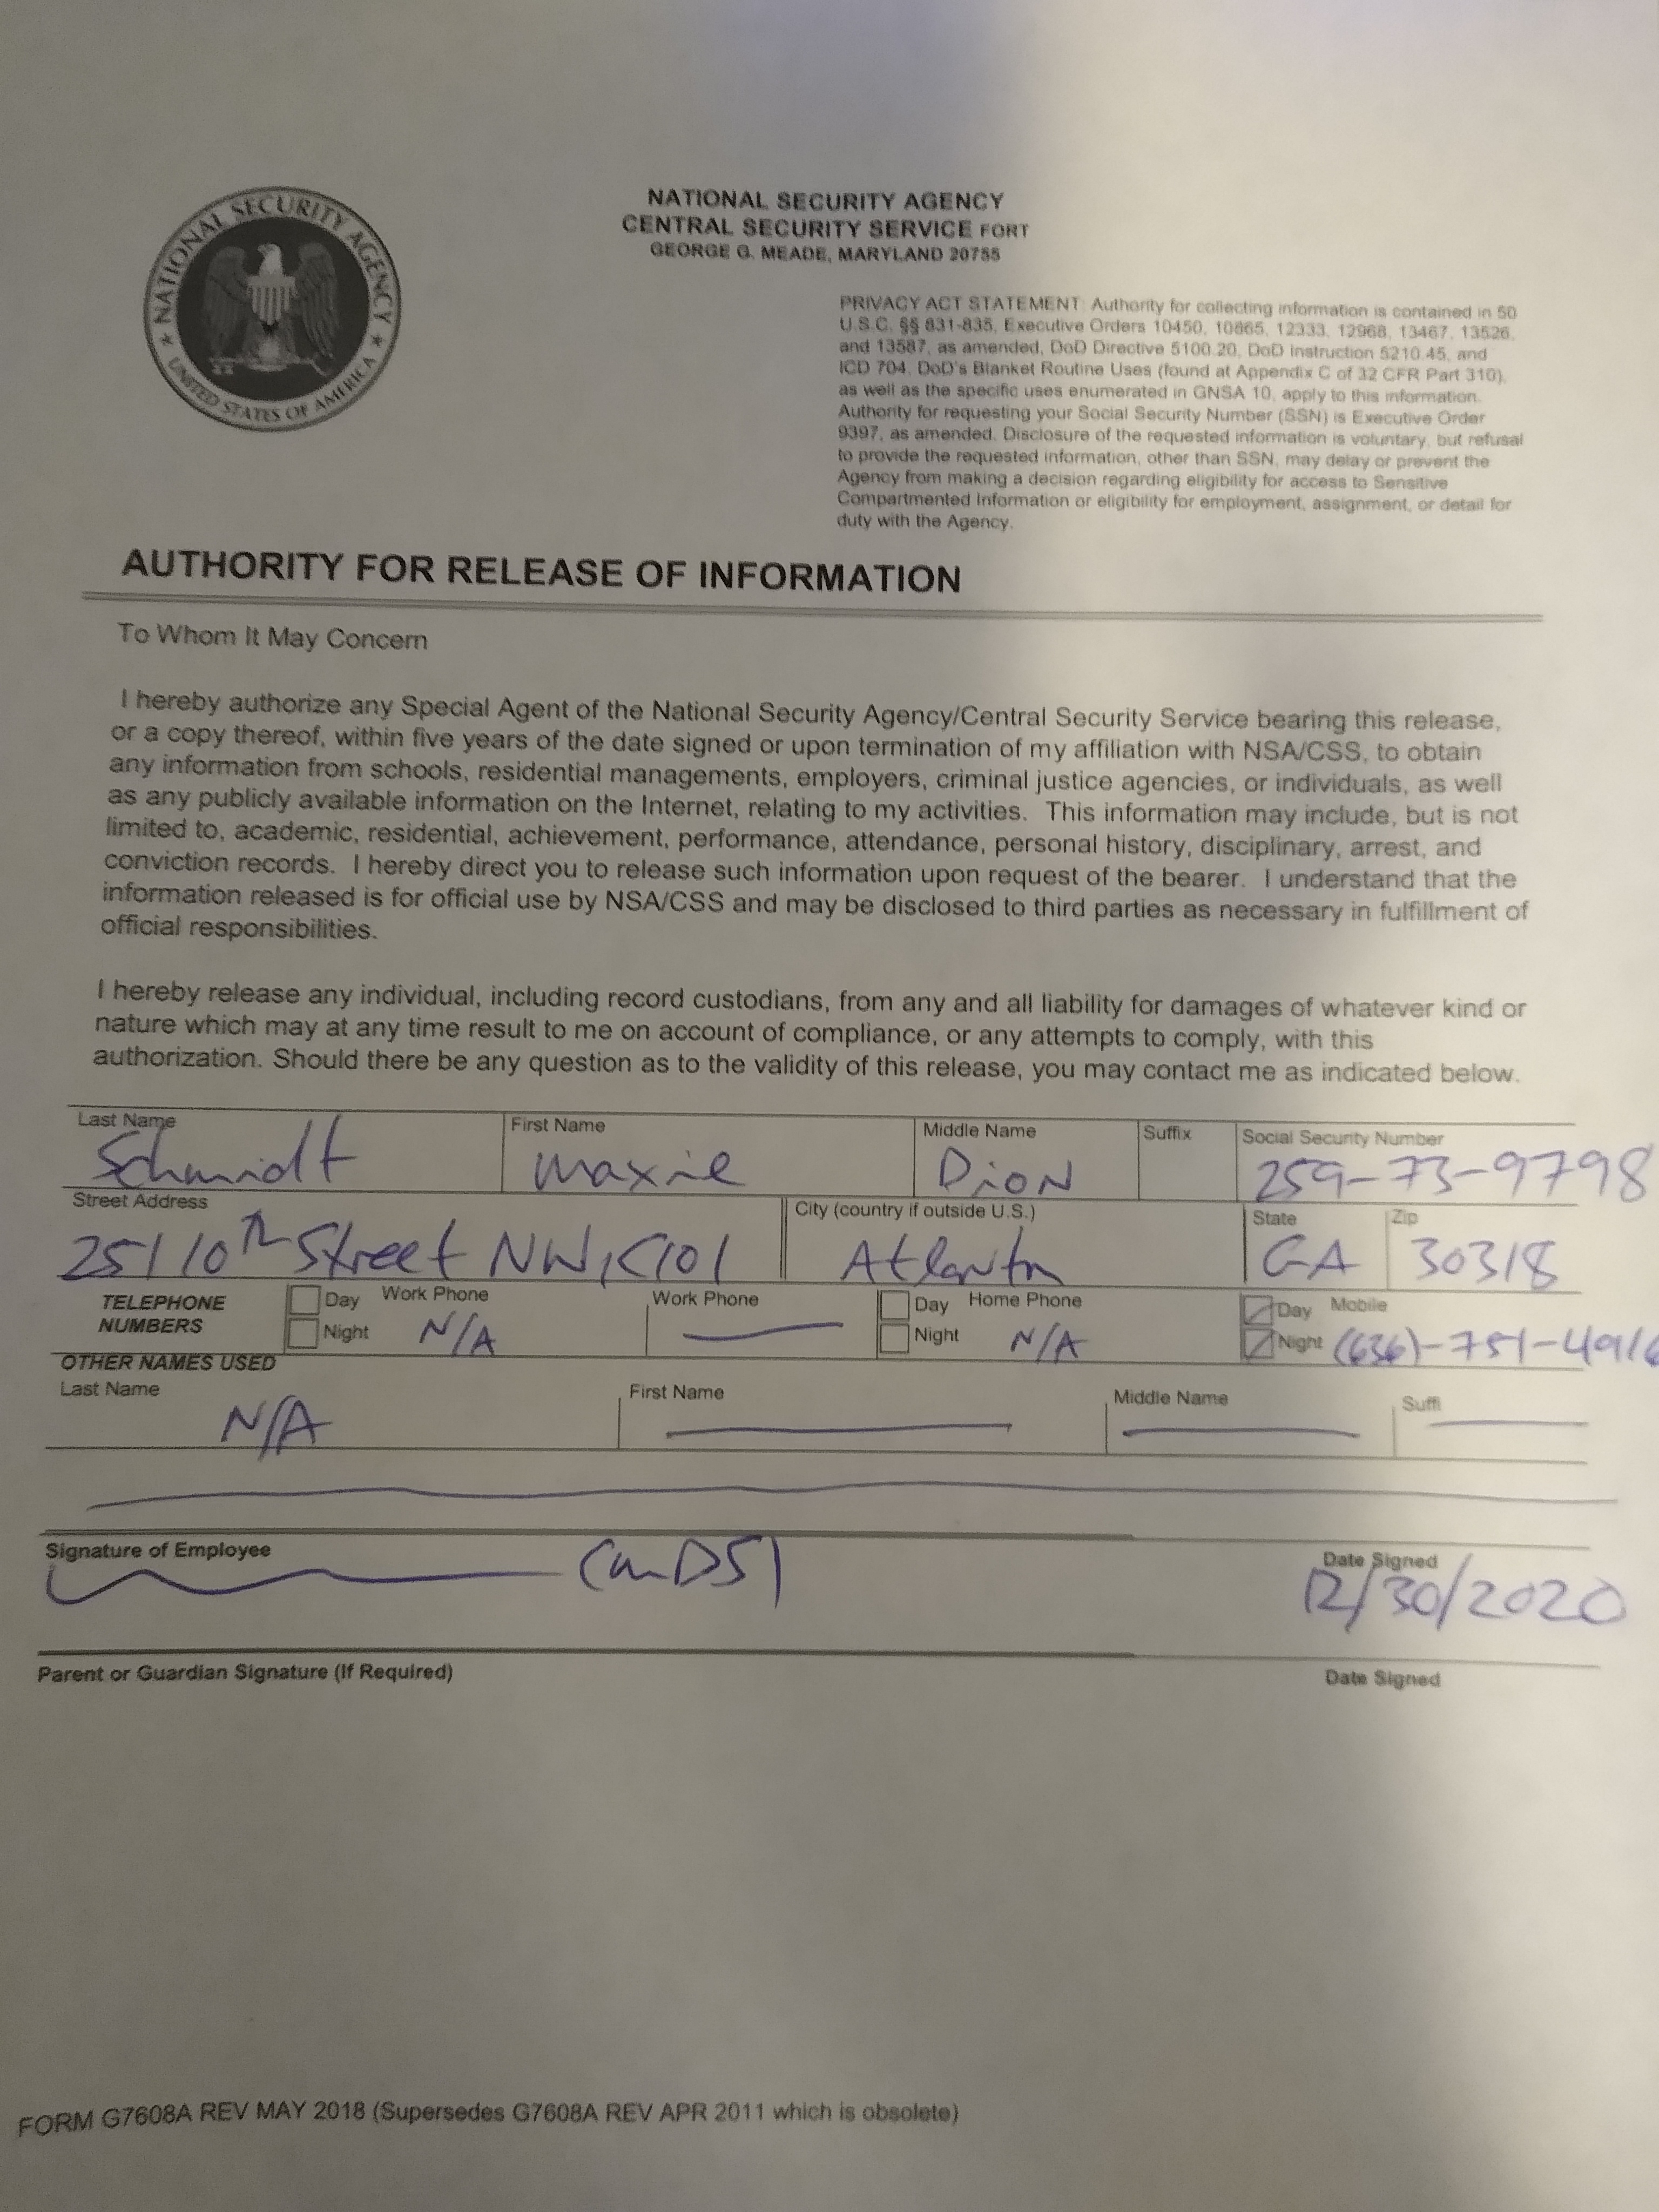 NATIONAL SECURITY AGENCY
CENTRAL SECURITY SERVICE FORT
GEORGE G. MEADE, MARYLAND 20755
NATIONAL SECURITY AGENCY
UNITED STATES OF AMERICA
PRIVACY ACT STATEMENT: Authority for collecting information is contained in 50
U.S.C. §§ 831-835, Executive Orders 10450, 10865, 12333, 12968, 13467, 13526,
and 13587, as amended, DoD Directive 5100.20, DoD Instruction 5210.45, and
ICD 704. DoD's Blanket Routine Uses (found at Appendix C of 32 CFR Part 310),
as well as the specific uses enumerated in GNSA 10, apply to this information.
Authority for requesting your Social Security Number (SSN) is Executive Order
9397, as amended. Disclosure of the requested information is voluntary, but refusal
to provide the requested information, other than SSN, may delay or prevent the
Agency from making a decision regarding eligibility for access to Sensitive
Compartmented Information or eligibility for employment, assignment, or detail for
duty with the Agency.
AUTHORITY FOR RELEASE OF INFORMATION
To Whom It May Concern
I hereby authorize any Special Agent of the National Security Agency/Central Security Service bearing this release,
or a copy thereof, within five years of the date signed or upon termination of my affiliation with NSA/CSS, to obtain
any information from schools, residential managements, employers, criminal justice agencies, or individuals, as well
as any publicly available information on the Internet, relating to my activities. This information may include, but is not
limited to, academic, residential, achievement, performance, attendance, personal history, disciplinary, arrest, and
conviction records. I hereby direct you to release such information upon request of the bearer. I understand that the
information released is for official use by NSA/CSS and may be disclosed to third parties as necessary in fulfillment of
official responsibilities.
I hereby release any individual, including record custodians, from any and all liability for damages of whatever kind or
nature which may at any time result to me on account of compliance, or any attempts to comply, with this
authorization. Should there be any question as to the validity of this release, you may contact me as indicated below.
Last Name First Name Middle Name Suffix Social Security Number
Schmidt Maxie Dion 259-73-9798
Street Address City (country if outside U.S.) State Zip
251 10th Street NW, C101 Atlanta GA 30318
TELEPHONE NUMBERS Day Night Work Phone N/A Work Phone Day Night Home Phone N/A Day Night Mobile (636)-751-4916
OTHER NAMES USED
Last Name First Name Middle Name Suffi
N/A
Signature of Employee (MDS) Date Signed
12/30/2020
Parent or Guardian Signature (If Required) Date Signed
FORM G7608A REV MAY 2018 (Supersedes G7608A REV APR 2011 which is obsolete)